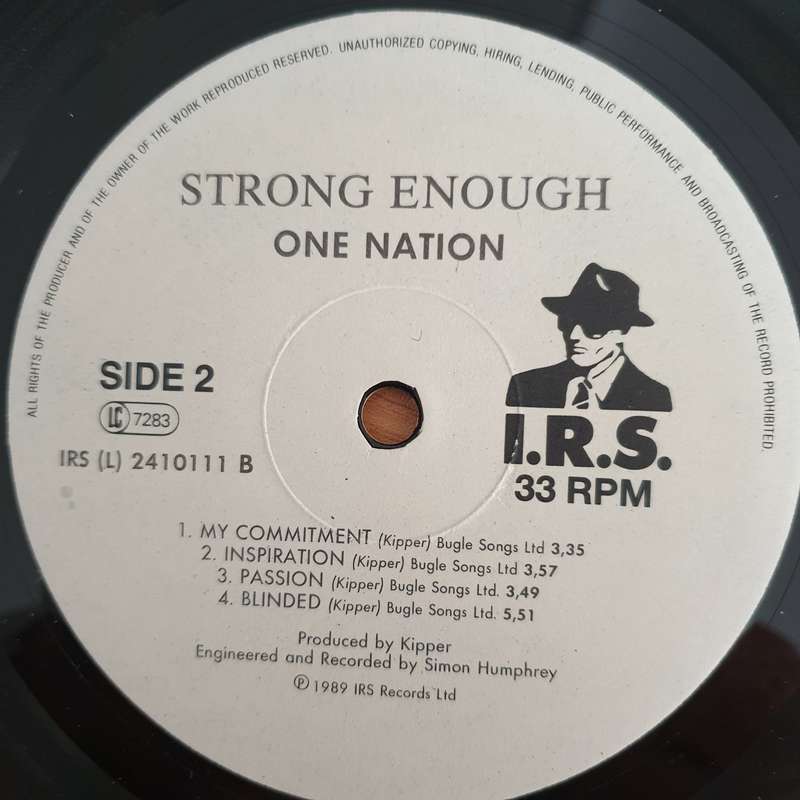 ALL RIGHTS OF THE PRODUCER AND OF THE OWNER OF THE WORK REPRODUCED RESERVED. UNAUTHORIZED COPYING, HIRING, LENDING, PUBLIC PERFORMANCE AND BROADCASTING OF THE RECORD PROHIBITED.
STRONG ENOUGH
ONE NATION
SIDE 2
LC 7283
IRS (L) 2410111 B
I.R.S.
33 RPM
1. MY COMMITMENT (Kipper) Bugle Songs Ltd 3,35
2. INSPIRATION (Kipper) Bugle Songs Ltd 3,57
3. PASSION (Kipper) Bugle Songs Ltd. 3,49
4. BLINDED (Kipper) Bugle Songs Ltd. 5,51
Produced by Kipper
Engineered and Recorded by Simon Humphrey
℗ 1989 IRS Records Ltd